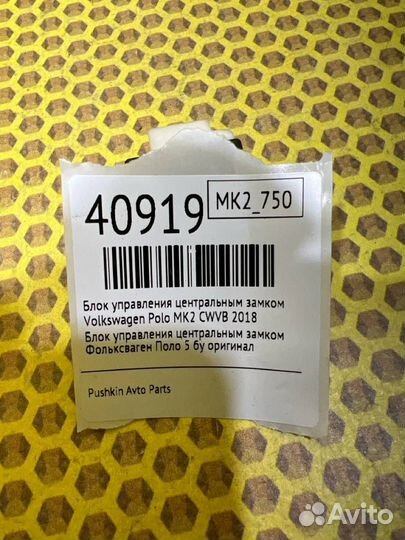 40919
MK2_750
Блок управления центральным замком
Volkswagen Polo MK2 CWVB 2018
Блок управления центральным замком
Фольксваген Поло 5 бу оригинал
Pushkin Avto Parts
Avito